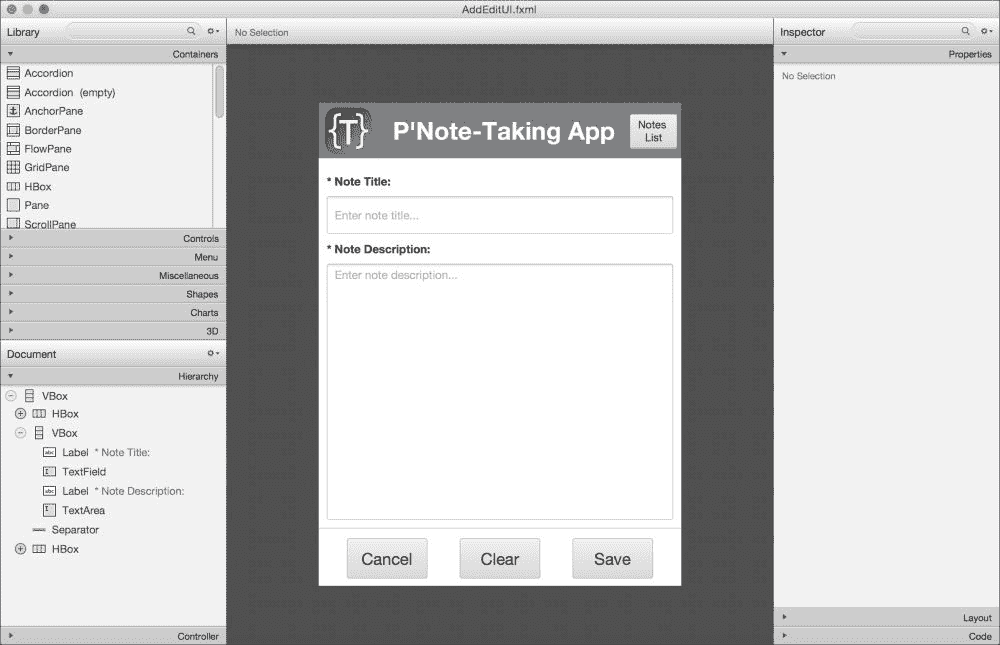 AddEditUI.fxml
Library
Containers
Accordion
Accordion (empty)
AnchorPane
BorderPane
FlowPane
GridPane
HBox
Pane
ScrollPane
Controls
Menu
Miscellaneous
Shapes
Charts
3D
Document
Hierarchy
VBox
HBox
VBox
abc Label * Note Title:
TextField
abc Label * Note Description:
TextArea
Separator
HBox
Controller
No Selection
{T} P'Note-Taking App
Notes
List
* Note Title:
Enter note title...
* Note Description:
Enter note description...
Cancel Clear Save
Inspector
Properties
No Selection
Layout
Code